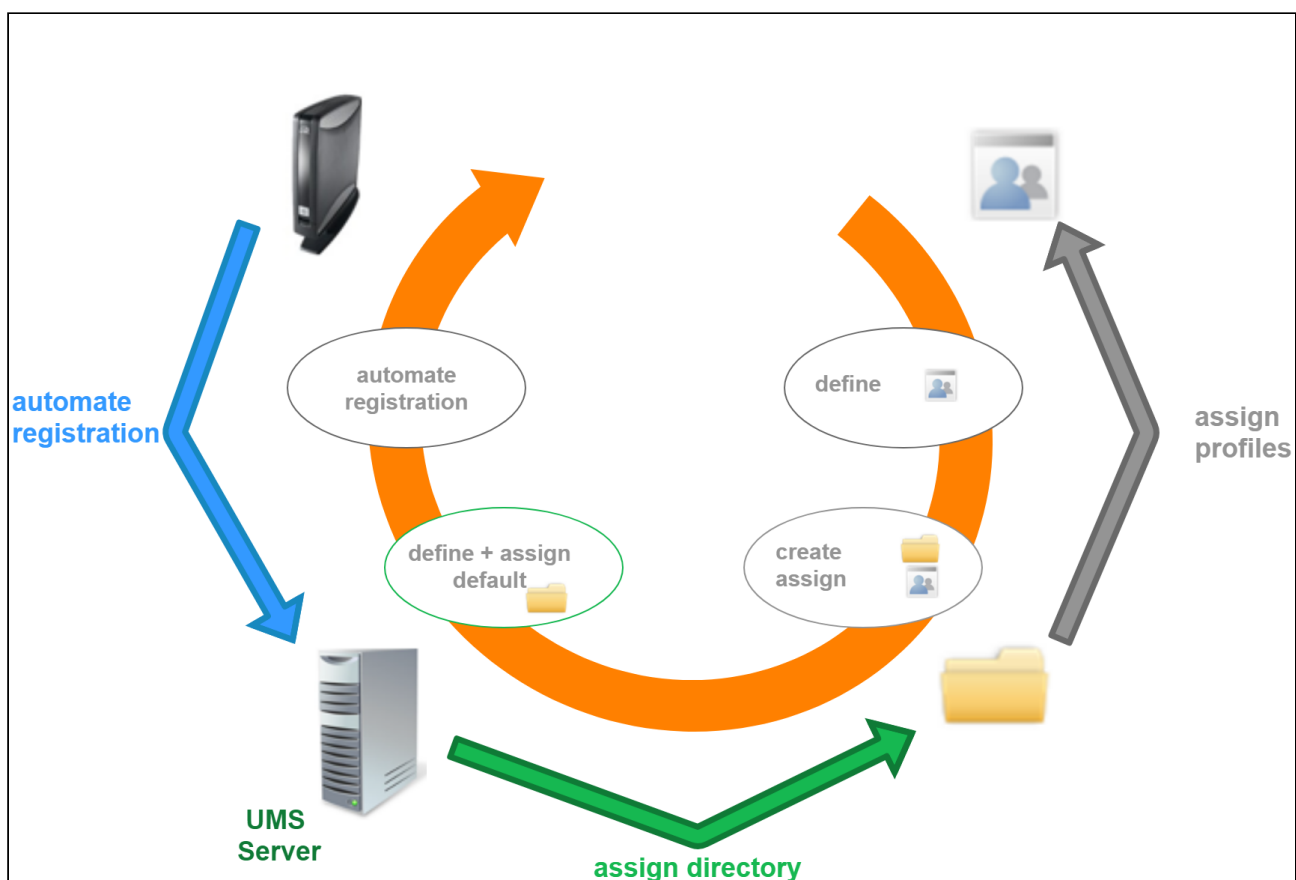 automate
registration
automate
registration
define
assign
profiles
define + assign
default
create
assign
UMS
Server
assign directory